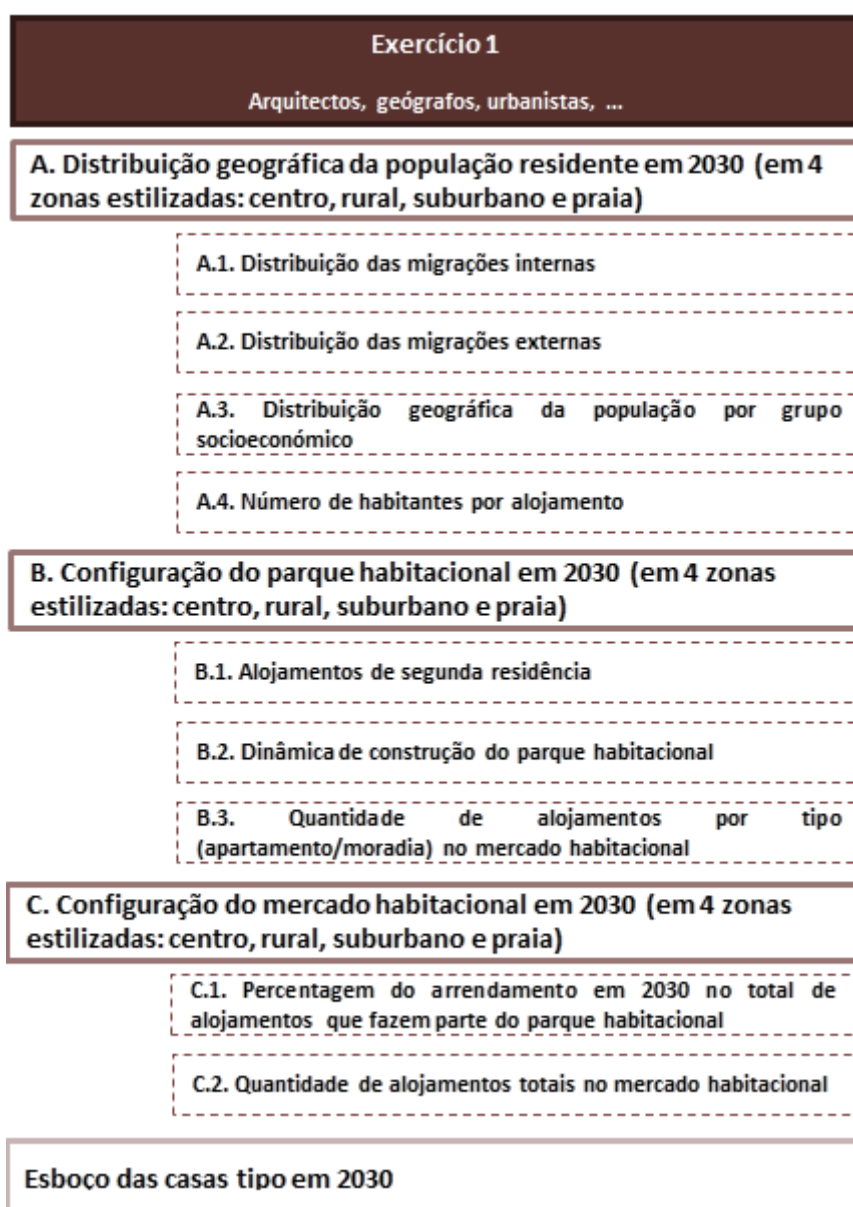 Exercício 1
Arquitectos, geógrafos, urbanistas, ...
A. Distribuição geográfica da população residente em 2030 (em 4
zonas estilizadas: centro, rural, suburbano e praia)
A.1. Distribuição das migrações internas
A.2. Distribuição das migrações externas
A.3. Distribuição geográfica da população por grupo
socioeconómico
A.4. Número de habitantes por alojamento
B. Configuração do parque habitacional em 2030 (em 4 zonas
estilizadas: centro, rural, suburbano e praia)
B.1. Alojamentos de segunda residência
B.2. Dinâmica de construção do parque habitacional
B.3. Quantidade de alojamentos por tipo
(apartamento/moradia) no mercado habitacional
C. Configuração do mercado habitacional em 2030 (em 4 zonas
estilizadas: centro, rural, suburbano e praia)
C.1. Percentagem do arrendamento em 2030 no total de
alojamentos que fazem parte do parque habitacional
C.2. Quantidade de alojamentos totais no mercado habitacional
Esboço das casas tipo em 2030